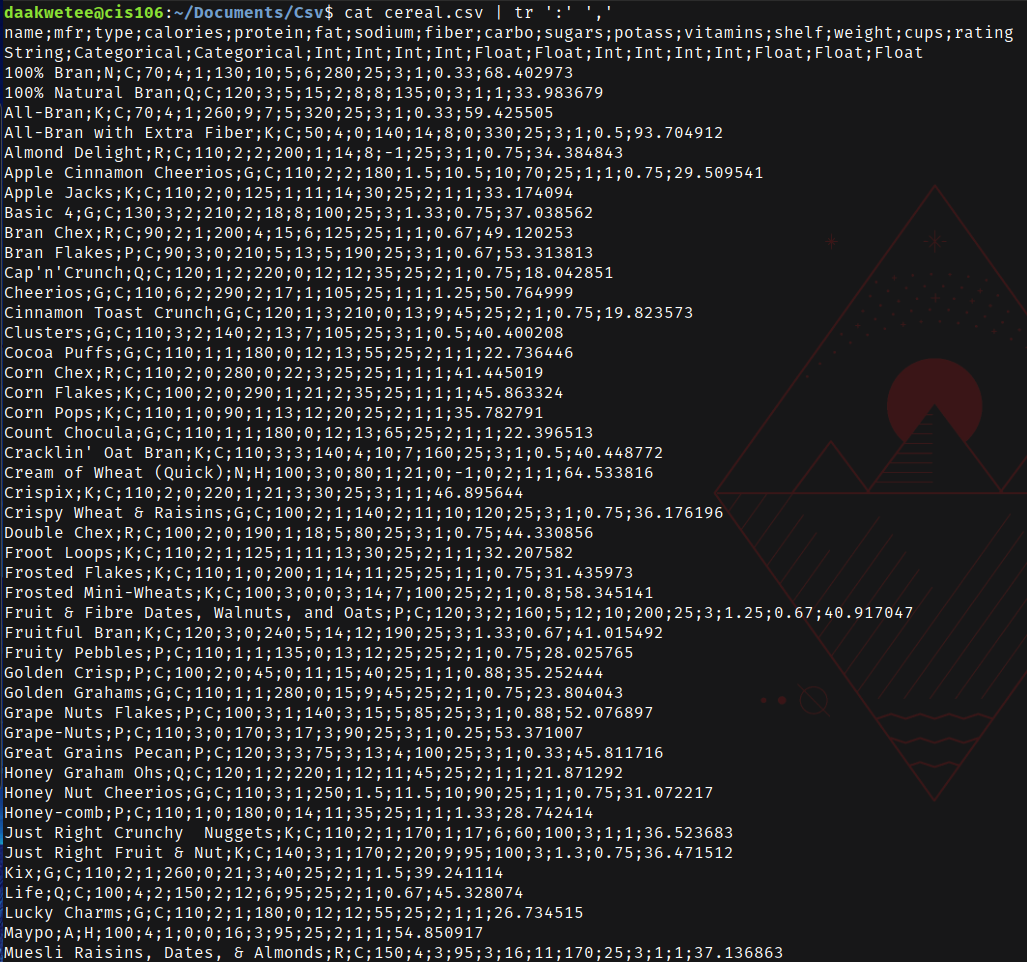 daakwetee@cis106:~/Documents/Csv$ cat cereal.csv | tr ':' ','
name;mfr;type;calories;protein;fat;sodium;fiber;carbo;sugars;potass;vitamins;shelf;weight;cups;rating
String;Categorical;Categorical;Int;Int;Int;Int;Float;Float;Int;Int;Int;Int;Float;Float;Float
100% Bran;N;C;70;4;1;130;10;5;6;280;25;3;1;0.33;68.402973
100% Natural Bran;Q;C;120;3;5;15;2;8;8;135;0;3;1;1;33.983679
All-Bran;K;C;70;4;1;260;9;7;5;320;25;3;1;0.33;59.425505
All-Bran with Extra Fiber;K;C;50;4;0;140;14;8;0;330;25;3;1;0.5;93.704912
Almond Delight;R;C;110;2;2;200;1;14;8;-1;25;3;1;0.75;34.384843
Apple Cinnamon Cheerios;G;C;110;2;2;180;1.5;10.5;10;70;25;1;1;0.75;29.509541
Apple Jacks;K;C;110;2;0;125;1;11;14;30;25;2;1;1;33.174094
Basic 4;G;C;130;3;2;210;2;18;8;100;25;3;1.33;0.75;37.038562
Bran Chex;R;C;90;2;1;200;4;15;6;125;25;1;1;0.67;49.120253
Bran Flakes;P;C;90;3;0;210;5;13;5;190;25;3;1;0.67;53.313813
Cap'n'Crunch;Q;C;120;1;2;220;0;12;12;35;25;2;1;0.75;18.042851
Cheerios;G;C;110;6;2;290;2;17;1;105;25;1;1;1.25;50.764999
Cinnamon Toast Crunch;G;C;120;1;3;210;0;13;9;45;25;2;1;0.75;19.823573
Clusters;G;C;110;3;2;140;2;13;7;105;25;3;1;0.5;40.400208
Cocoa Puffs;G;C;110;1;1;180;0;12;13;55;25;2;1;1;22.736446
Corn Chex;R;C;110;2;0;280;0;22;3;25;25;1;1;1;41.445019
Corn Flakes;K;C;100;2;0;290;1;21;2;35;25;1;1;1;45.863324
Corn Pops;K;C;110;1;0;90;1;13;12;20;25;2;1;1;35.782791
Count Chocula;G;C;110;1;1;180;0;12;13;65;25;2;1;1;22.396513
Cracklin' Oat Bran;K;C;110;3;3;140;4;10;7;160;25;3;1;0.5;40.448772
Cream of Wheat (Quick);N;H;100;3;0;80;1;21;0;-1;0;2;1;1;64.533816
Crispix;K;C;110;2;0;220;1;21;3;30;25;3;1;1;46.895644
Crispy Wheat & Raisins;G;C;100;2;1;140;2;11;10;120;25;3;1;0.75;36.176196
Double Chex;R;C;100;2;0;190;1;18;5;80;25;3;1;0.75;44.330856
Froot Loops;K;C;110;2;1;125;1;11;13;30;25;2;1;1;32.207582
Frosted Flakes;K;C;110;1;0;200;1;14;11;25;25;1;1;0.75;31.435973
Frosted Mini-Wheats;K;C;100;3;0;0;3;14;7;100;25;2;1;0.8;58.345141
Fruit & Fibre Dates, Walnuts, and Oats;P;C;120;3;2;160;5;12;10;200;25;3;1.25;0.67;40.917047
Fruitful Bran;K;C;120;3;0;240;5;14;12;190;25;3;1.33;0.67;41.015492
Fruity Pebbles;P;C;110;1;1;135;0;13;12;25;25;2;1;0.75;28.025765
Golden Crisp;P;C;100;2;0;45;0;11;15;40;25;1;1;0.88;35.252444
Golden Grahams;G;C;110;1;1;280;0;15;9;45;25;2;1;0.75;23.804043
Grape Nuts Flakes;P;C;100;3;1;140;3;15;5;85;25;3;1;0.88;52.076897
Grape-Nuts;P;C;110;3;0;170;3;17;3;90;25;3;1;0.25;53.371007
Great Grains Pecan;P;C;120;3;3;75;3;13;4;100;25;3;1;0.33;45.811716
Honey Graham Ohs;Q;C;120;1;2;220;1;12;11;45;25;2;1;1;21.871292
Honey Nut Cheerios;G;C;110;3;1;250;1.5;11.5;10;90;25;1;1;0.75;31.072217
Honey-comb;P;C;110;1;0;180;0;14;11;35;25;1;1;1.33;28.742414
Just Right Crunchy  Nuggets;K;C;110;2;1;170;1;17;6;60;100;3;1;1;36.523683
Just Right Fruit & Nut;K;C;140;3;1;170;2;20;9;95;100;3;1.3;0.75;36.471512
Kix;G;C;110;2;1;260;0;21;3;40;25;2;1;1.5;39.241114
Life;Q;C;100;4;2;150;2;12;6;95;25;2;1;0.67;45.328074
Lucky Charms;G;C;110;2;1;180;0;12;12;55;25;2;1;1;26.734515
Maypo;A;H;100;4;1;0;0;16;3;95;25;2;1;1;54.850917
Muesli Raisins, Dates, & Almonds;R;C;150;4;3;95;3;16;11;170;25;3;1;1;37.136863